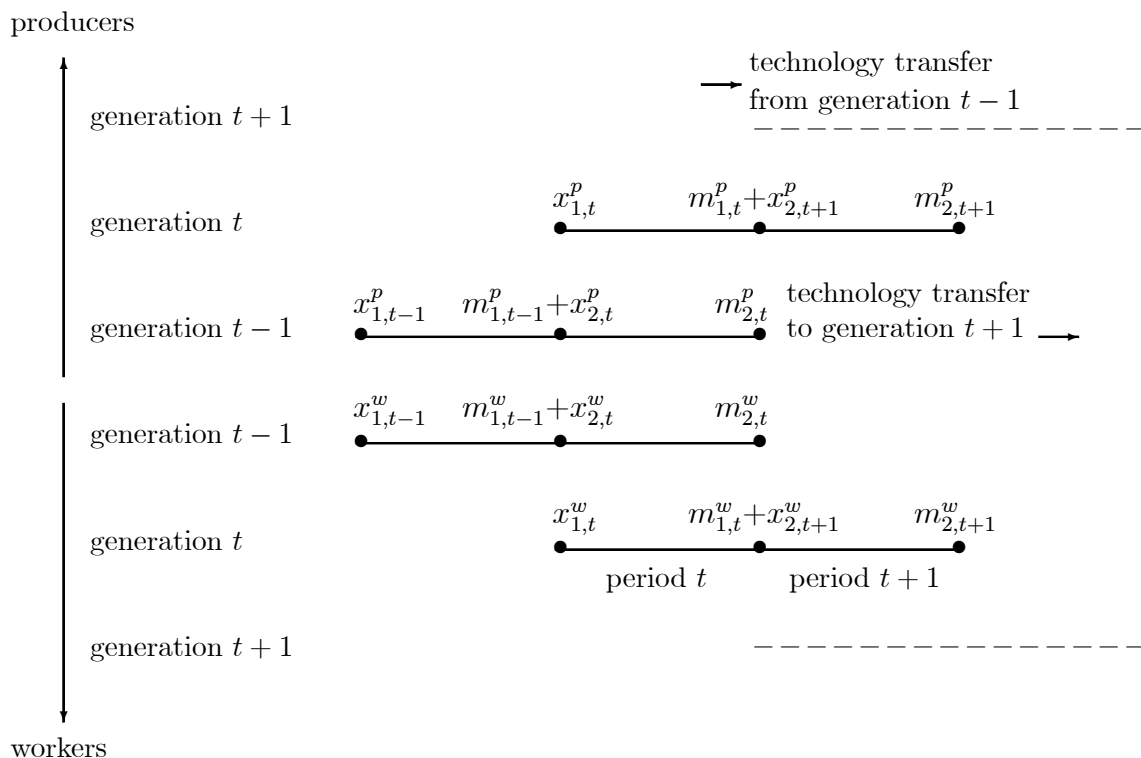 producers
technology transfer
from generation t − 1
generation t + 1
x^p_{1,t} m^p_{1,t}+x^p_{2,t+1} m^p_{2,t+1}
generation t
technology transfer
to generation t + 1
x^p_{1,t−1} m^p_{1,t−1}+x^p_{2,t} m^p_{2,t}
generation t − 1
x^w_{1,t−1} m^w_{1,t−1}+x^w_{2,t} m^w_{2,t}
generation t − 1
x^w_{1,t} m^w_{1,t}+x^w_{2,t+1} m^w_{2,t+1}
generation t
period t period t + 1
generation t + 1
workers